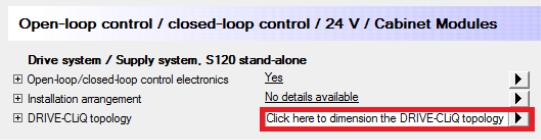 Open-loop control / closed-loop control / 24 V / Cabinet Modules
Drive system / Supply system, S120 stand-alone
Open-loop/closed-loop control electronics Yes
Installation arrangement No details available
DRIVE-CLiQ topology Click here to dimension the DRIVE-CLiQ topology